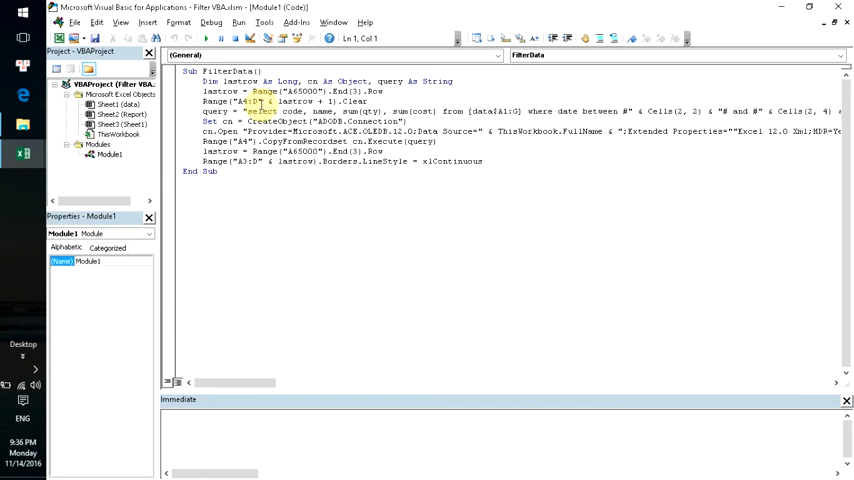 Microsoft Visual Basic for Applications - Filter VBA.xlsm - Module1 (Code)
File Edit View Insert Format Debug Run Tools Add-Ins Window Help
Ln 1, Col 1
Project - VBAProject
VBAProject (Filter VBA.
Microsoft Excel Objects
Sheet1 (data)
Sheet2 (Report)
Sheet3 (Sheet1)
ThisWorkbook
Modules
Module1
Properties - Module1
Module1 Module
Alphabetic Categorized
(Name) Module1
(General) FilterData
Sub FilterData()
Dim lastrow As Long, cn As Object, query As String
lastrow = Range("A65000").End(3).Row
Range("A4:D" & lastrow + 1).Clear
query = "select code, name, sum(qty), sum(cost) from [data$A1:G] where date between #" & Cells(2, 2) & "# and #" & Cells(2, 4) &
Set cn = CreateObject("ADODB.Connection")
cn.Open "Provider=Microsoft.ACE.OLEDB.12.0;Data Source=" & ThisWorkbook.FullName & ";Extended Properties=""Excel 12.0 Xml;HDR=Ye
Range("A4").CopyFromRecordset cn.Execute(query)
lastrow = Range("A65000").End(3).Row
Range("A3:D" & lastrow).Borders.LineStyle = xlContinuous
End Sub
Immediate
Desktop
ENG
9:36 PM
Monday
11/14/2016